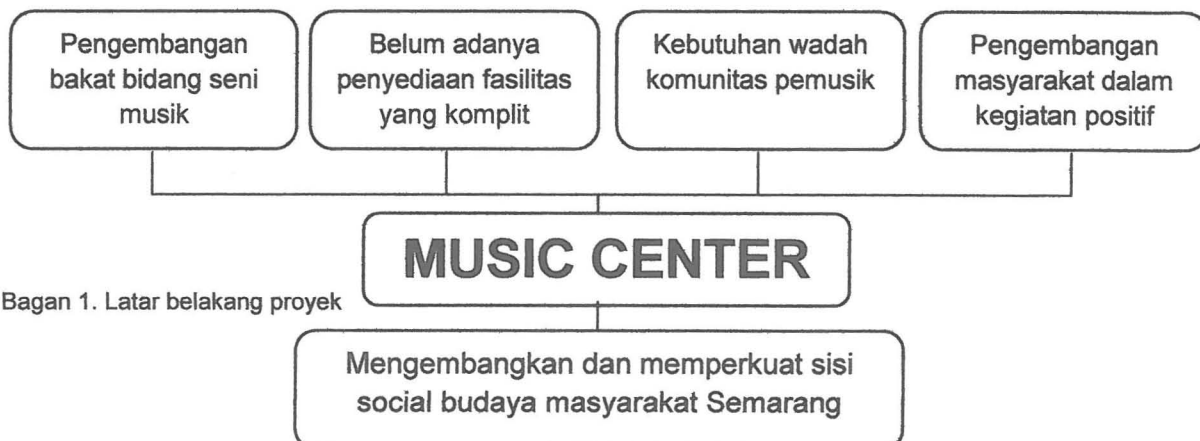 Pengembangan
bakat bidang seni
musik
Belum adanya
penyediaan fasilitas
yang komplit
Kebutuhan wadah
komunitas pemusik
Pengembangan
masyarakat dalam
kegiatan positif
MUSIC CENTER
Bagan 1. Latar belakang proyek
Mengembangkan dan memperkuat sisi
social budaya masyarakat Semarang